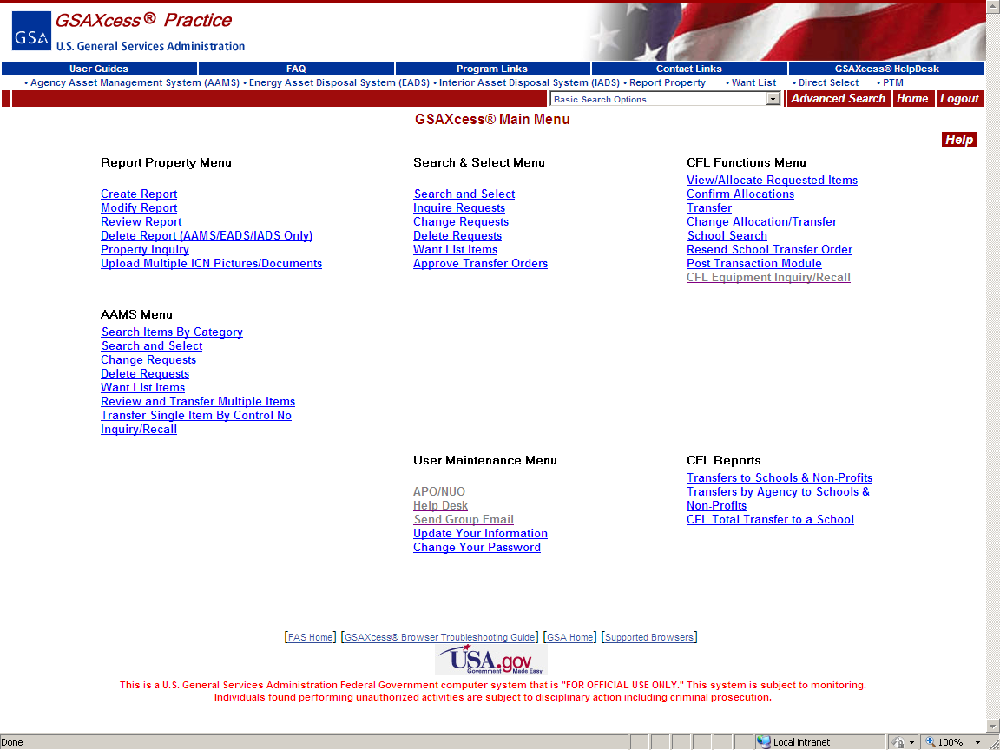 GSAXcess® Practice
GSA
U.S. General Services Administration
User Guides FAQ Program Links Contact Links GSAXcess® HelpDesk
• Agency Asset Management System (AAMS) • Energy Asset Disposal System (EADS) • Interior Asset Disposal System (IADS) • Report Property • Want List • Direct Select • PTM
Basic Search Options Advanced Search Home Logout
GSAXcess® Main Menu
Help
Report Property Menu
Create Report
Modify Report
Review Report
Delete Report (AAMS/EADS/IADS Only)
Property Inquiry
Upload Multiple ICN Pictures/Documents
Search & Select Menu
Search and Select
Inquire Requests
Change Requests
Delete Requests
Want List Items
Approve Transfer Orders
CFL Functions Menu
View/Allocate Requested Items
Confirm Allocations
Transfer
Change Allocation/Transfer
School Search
Resend School Transfer Order
Post Transaction Module
CFL Equipment Inquiry/Recall
AAMS Menu
Search Items By Category
Search and Select
Change Requests
Delete Requests
Want List Items
Review and Transfer Multiple Items
Transfer Single Item By Control No
Inquiry/Recall
User Maintenance Menu
APO/NUO
Help Desk
Send Group Email
Update Your Information
Change Your Password
CFL Reports
Transfers to Schools & Non-Profits
Transfers by Agency to Schools &
Non-Profits
CFL Total Transfer to a School
[FAS Home] [GSAXcess® Browser Troubleshooting Guide] [GSA Home] [Supported Browsers]
USA.gov
Government Made Easy
This is a U.S. General Services Administration Federal Government computer system that is "FOR OFFICIAL USE ONLY." This system is subject to monitoring.
Individuals found performing unauthorized activities are subject to disciplinary action including criminal prosecution.
Done Local intranet 100%